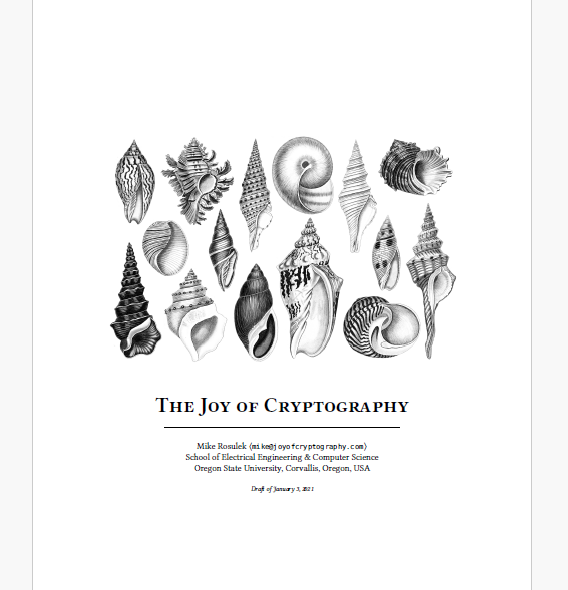 The Joy of Cryptography
Mike Rosulek ⟨mike@joyofcryptography.com⟩
School of Electrical Engineering & Computer Science
Oregon State University, Corvallis, Oregon, USA
Draft of January 3, 2021